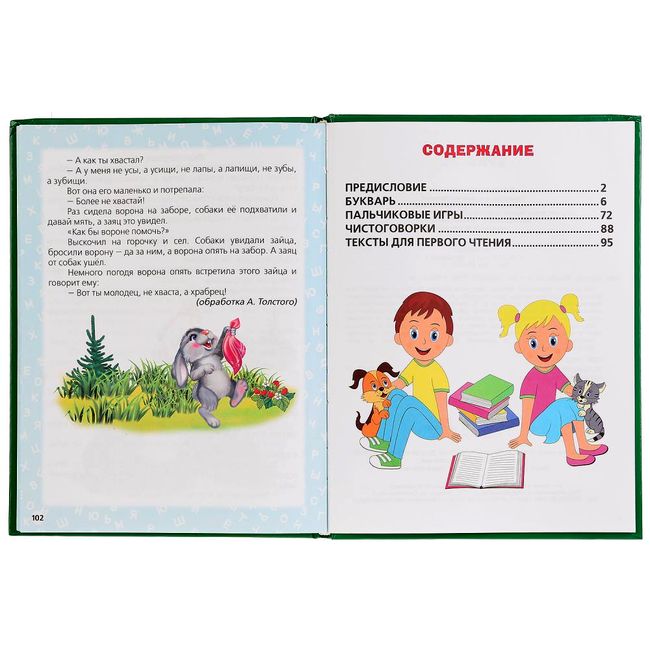 – А как ты хвастал?
– А у меня не усы, а усищи, не лапы, а лапищи, не зубы,
а зубищи.
Вот она его маленько и потрепала:
– Более не хвастай!
Раз сидела ворона на заборе, собаки её подхватили и
давай мять, а заяц это увидел.
«Как бы вороне помочь?»
Выскочил на горочку и сел. Собаки увидали зайца,
бросили ворону – да за ним, а ворона опять на забор. А заяц
от собак ушёл.
Немного погодя ворона опять встретила этого зайца и
говорит ему:
– Вот ты молодец, не хваста, а храбрец!
(обработка А. Толстого)
102
СОДЕРЖАНИЕ
ПРЕДИСЛОВИЕ 2
БУКВАРЬ 6
ПАЛЬЧИКОВЫЕ ИГРЫ 72
ЧИСТОГОВОРКИ 88
ТЕКСТЫ ДЛЯ ПЕРВОГО ЧТЕНИЯ 95